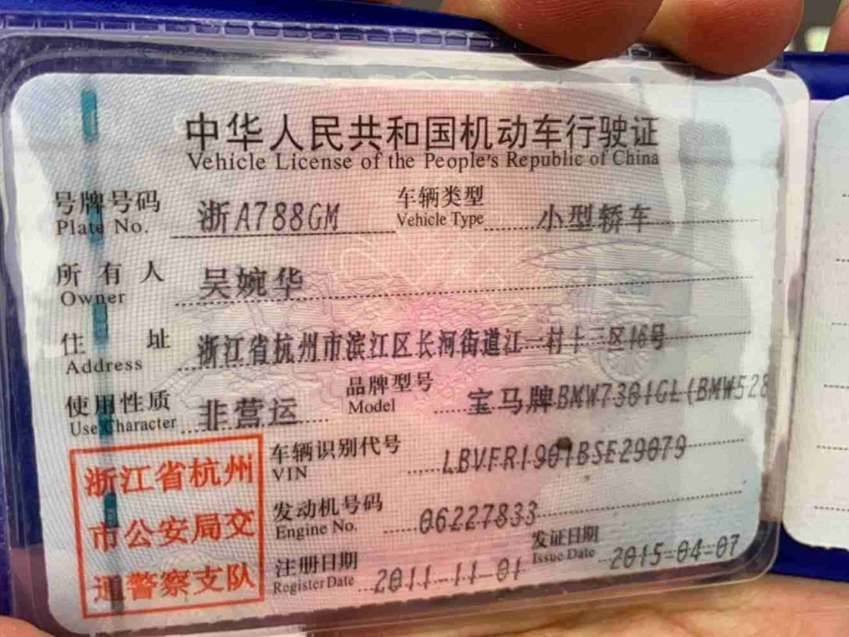 中华人民共和国机动车行驶证
Vehicle License of the People's Republic of China
号牌号码 浙A788GM 车辆类型 小型轿车
Plate No. Vehicle Type
所有人 吴婉华
Owner
住址 浙江省杭州市滨江区长河街道江一村十三区16号
Address
使用性质 非营运 品牌型号 宝马牌BMW7301GL(BMW528
Use Character Model
浙江省杭州
市公安局交
通警察支队
车辆识别代号 LBVFR1901BSE29079
VIN
发动机号码 06227833
Engine No.
注册日期 2011-11-01 发证日期 2015-04-07
Register Date Issue Date